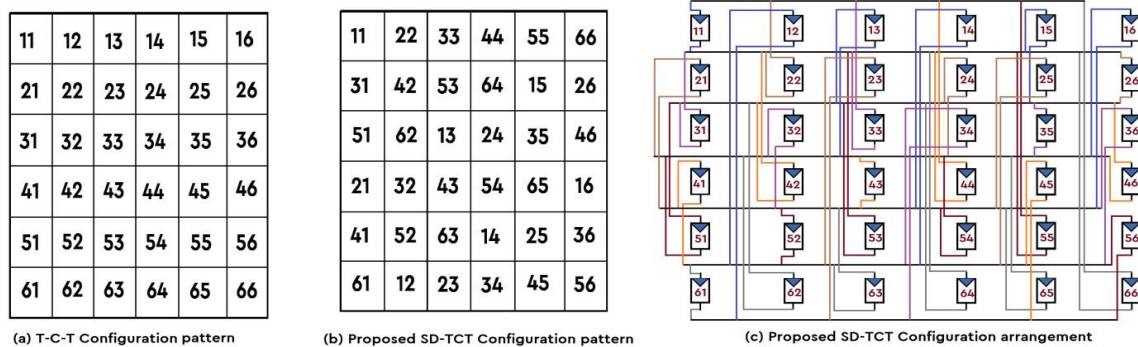 11 12 13 14 15 16
21 22 23 24 25 26
31 32 33 34 35 36
41 42 43 44 45 46
51 52 53 54 55 56
61 62 63 64 65 66
(a) T-C-T Configuration pattern
11 22 33 44 55 66
31 42 53 64 15 26
51 62 13 24 35 46
21 32 43 54 65 16
41 52 63 14 25 36
61 12 23 34 45 56
(b) Proposed SD-TCT Configuration pattern
11 12 13 14 15 16
21 22 23 24 25 26
31 32 33 34 35 36
41 42 43 44 45 46
51 52 53 54 55 56
61 62 63 64 65 66
(c) Proposed SD-TCT Configuration arrangement